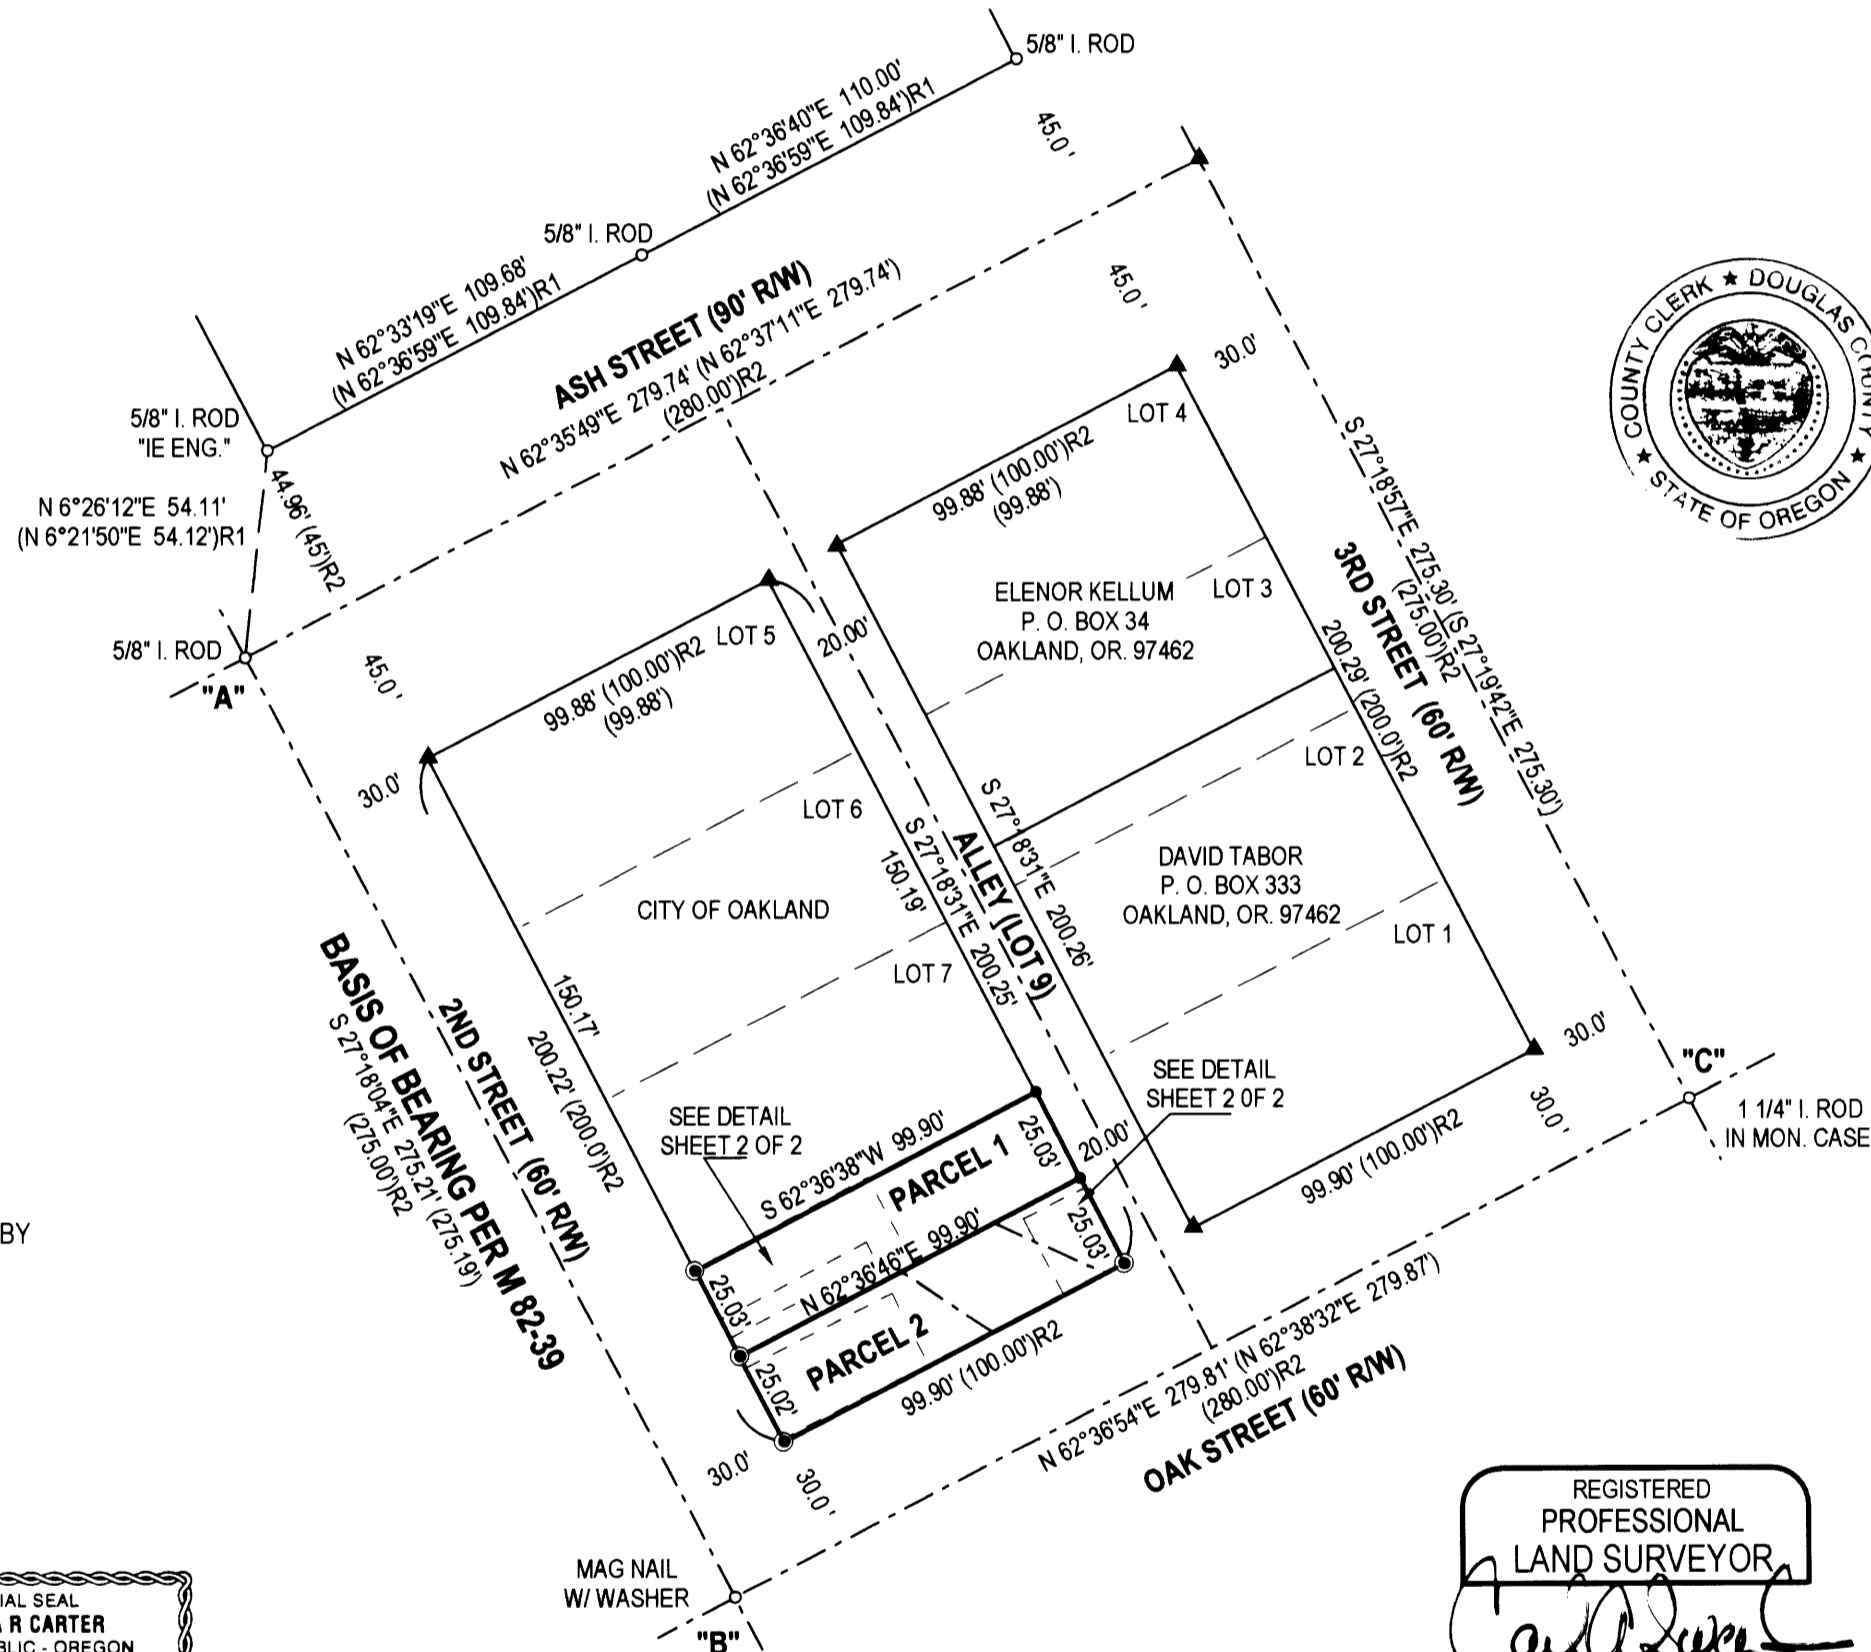 5/8" I. ROD
N 62°36'40"E 110.00'
(N 62°36'59"E 109.84')R1
45.0'
5/8" I. ROD
N 62°33'19"E 109.68'
(N 62°36'59"E 109.84')R1
ASH STREET (90' R/W)
N 62°35'49"E 279.74' (N 62°37'11"E 279.74')
(280.00')R2
45.0'
30.0'
COUNTY CLERK ★ DOUGLAS COUNTY ★
★ STATE OF OREGON
5/8" I. ROD
"IE ENG."
N 6°26'12"E 54.11'
(N 6°21'50"E 54.12')R1
44.96' (45')R2
5/8" I. ROD
"A"
45.0'
30.0'
99.88' (100.00')R2
(99.88')
LOT 5
20.00'
99.88' (100.00')R2
(99.88')
LOT 4
LOT 3
ELENOR KELLUM
P. O. BOX 34
OAKLAND, OR. 97462
S 27°18'57"E 275.30' (S 27°19'42"E 275.30')
(275.00')R2
3RD STREET (60' R/W)
200.29' (200.0')R2
LOT 2
LOT 6
CITY OF OAKLAND
LOT 7
150.19'
S 27°18'31"E 200.25'
ALLEY (LOT 9)
S 27°18'31"E 200.26'
DAVID TABOR
P. O. BOX 333
OAKLAND, OR. 97462
LOT 1
BASIS OF BEARING PER M 82-39
S 27°18'04"E 275.21' (275.19')
(275.00')R2
2ND STREET (60' R/W)
150.17'
200.22' (200.0')R2
SEE DETAIL
SHEET 2 OF 2
SEE DETAIL
SHEET 2 OF 2
30.0'
"C"
1 1/4" I. ROD
IN MON. CASE
30.0'
S 62°36'38"W 99.90'
PARCEL 1
25.03'
20.00'
99.90' (100.00')R2
25.03'
N 62°36'46"E 99.90'
25.03'
PARCEL 2
25.02'
99.90' (100.00')R2
BY
30.0'
30.0'
N 62°36'54"E 279.81' (N 62°38'32"E 279.87')
(280.00')R2
OAK STREET (60' R/W)
MAG NAIL
W/ WASHER
"B"
REGISTERED
PROFESSIONAL
LAND SURVEYOR
IAL SEAL
R CARTER
BLIC - OREGON